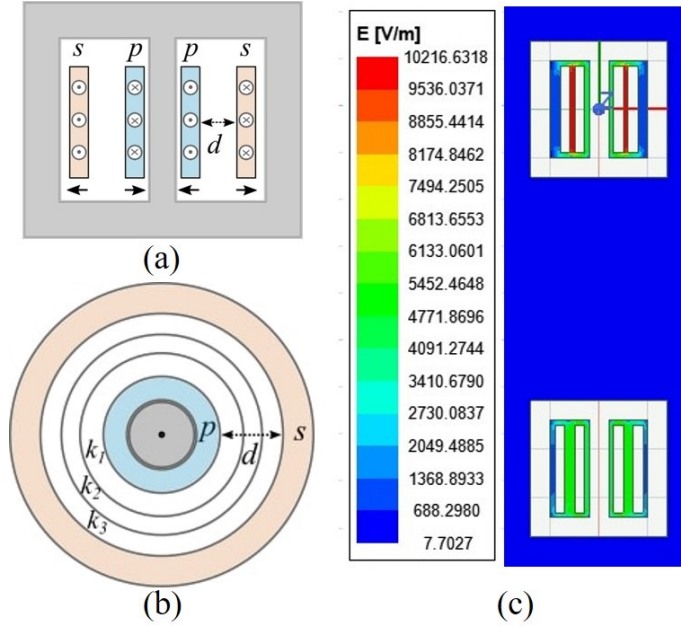 s p p s
d
(a)
k₁
k₂
k₃
p
d
s
(b)
E [V/m]
10216.6318
9536.0371
8855.4414
8174.8462
7494.2505
6813.6553
6133.0601
5452.4648
4771.8696
4091.2744
3410.6790
2730.0837
2049.4885
1368.8933
688.2980
7.7027
(c)